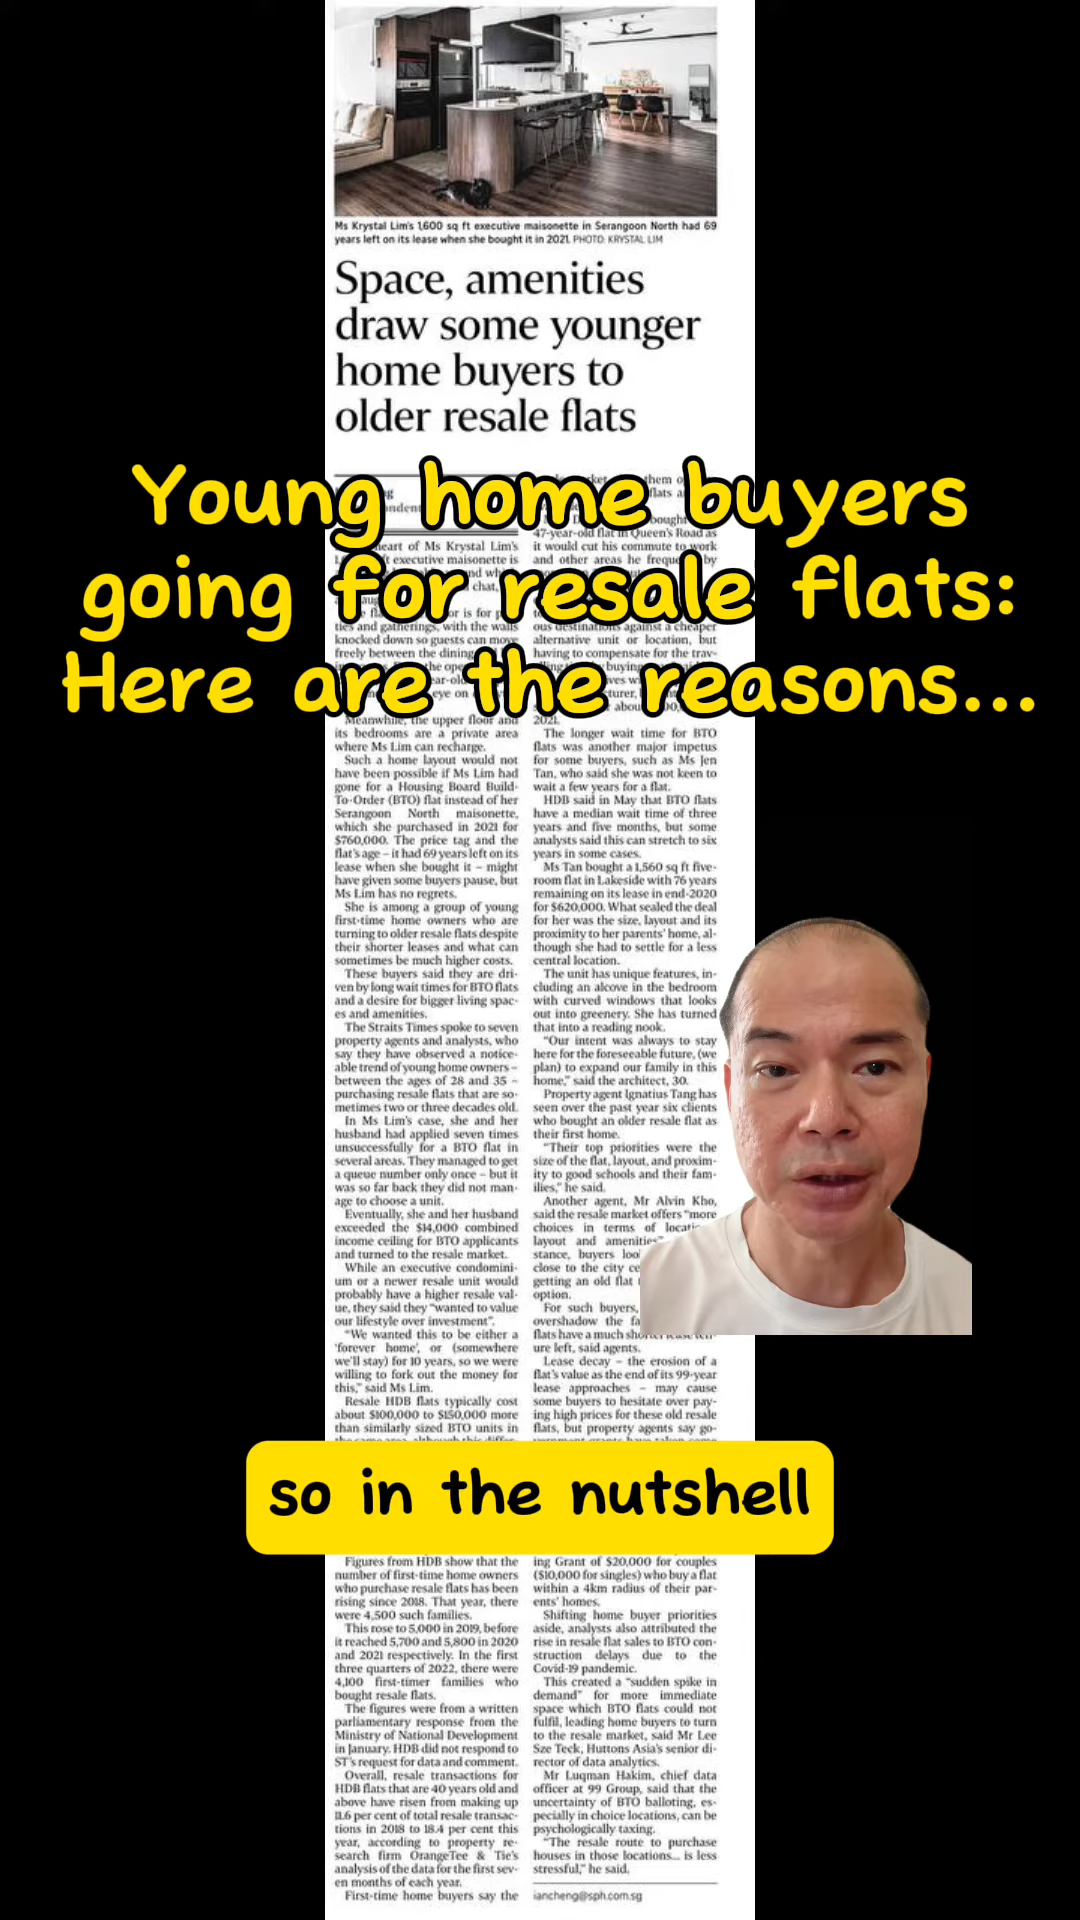 Ms Krystal Lim's 1,600 sq ft executive maisonette in Serangoon North had 69
years left on its lease when she bought it in 2021. PHOTO: KRYSTAL LIM
Space, amenities
draw some younger
home buyers to
older resale flats
Young home buyers
going for resale flats:
Here are the reasons...
Meanwhile, the upper floor and
its bedrooms are a private area
where Ms Lim can recharge.
Such a home layout would not
have been possible if Ms Lim had
gone for a Housing Board Build-
To-Order (BTO) flat instead of her
Serangoon North maisonette,
which she purchased in 2021 for
$760,000. The price tag and the
flat's age – it had 69 years left on its
lease when she bought it – might
have given some buyers pause, but
Ms Lim has no regrets.
She is among a group of young
first-time home owners who are
turning to older resale flats despite
their shorter leases and what can
sometimes be much higher costs.
These buyers said they are dri-
ven by long wait times for BTO flats
and a desire for bigger living spac-
es and amenities.
The Straits Times spoke to seven
property agents and analysts, who
say they have observed a notice-
able trend of young home owners –
between the ages of 28 and 35 –
purchasing resale flats that are so-
metimes two or three decades old.
In Ms Lim's case, she and her
husband had applied seven times
unsuccessfully for a BTO flat in
several areas. They managed to get
a queue number only once – but it
was so far back they did not man-
age to choose a unit.
Eventually, she and her husband
exceeded the $14,000 combined
income ceiling for BTO applicants
and turned to the resale market.
While an executive condomini-
um or a newer resale unit would
probably have a higher resale val-
ue, they said they "wanted to value
our lifestyle over investment".
"We wanted this to be either a
'forever home', or (somewhere
we'll stay) for 10 years, so we were
willing to fork out the money for
this," said Ms Lim.
Resale HDB flats typically cost
about $100,000 to $150,000 more
than similarly sized BTO units in
Figures from HDB show that the
number of first-time home owners
who purchase resale flats has been
rising since 2018. That year, there
were 4,500 such families.
This rose to 5,000 in 2019, before
it reached 5,700 and 5,800 in 2020
and 2021 respectively. In the first
three quarters of 2022, there were
4,100 first-timer families who
bought resale flats.
The figures were from a written
parliamentary response from the
Ministry of National Development
in January. HDB did not respond to
ST's request for data and comment.
Overall, resale transactions for
HDB flats that are 40 years old and
above have risen from making up
11.6 per cent of total resale transac-
tions in 2018 to 18.4 per cent this
year, according to property re-
search firm OrangeTee & Tie's
analysis of the data for the first sev-
en months of each year.
First-time home buyers say the
47-year-old flat in Queen's Road as
it would cut his commute to work
and other areas he frequents by
ous destinations against a cheaper
alternative unit or location, but
having to compensate for the trav-
2021.
The longer wait time for BTO
flats was another major impetus
for some buyers, such as Ms Jen
Tan, who said she was not keen to
wait a few years for a flat.
HDB said in May that BTO flats
have a median wait time of three
years and five months, but some
analysts said this can stretch to six
years in some cases.
Ms Tan bought a 1,560 sq ft five-
room flat in Lakeside with 76 years
remaining on its lease in end-2020
for $620,000. What sealed the deal
for her was the size, layout and its
proximity to her parents' home, al-
though she had to settle for a less
central location.
The unit has unique features, in-
cluding an alcove in the bedroom
with curved windows that looks
out into greenery. She has turned
that into a reading nook.
"Our intent was always to stay
here for the foreseeable future, (we
plan) to expand our family in this
home," said the architect, 30.
Property agent Ignatius Tang has
seen over the past year six clients
who bought an older resale flat as
their first home.
"Their top priorities were the
size of the flat, layout, and proxim-
ity to good schools and their fam-
ilies," he said.
Another agent, Mr Alvin Kho,
said the resale market offers "more
choices in terms of
layout and amenities"
stance, buyers
close to the city
getting an old flat
option.
For such buyers,
overshadow the
flats have a much
ure left, said agents.
Lease decay – the erosion of a
flat's value as the end of its 99-year
lease approaches – may cause
some buyers to hesitate over pay-
ing high prices for these old resale
flats, but property agents say go-
so in the nutshell
ing Grant of $20,000 for couples
($10,000 for singles) who buy a flat
within a 4km radius of their par-
ents' homes.
Shifting home buyer priorities
aside, analysts also attributed the
rise in resale flat sales to BTO con-
struction delays due to the
Covid-19 pandemic.
This created a "sudden spike in
demand" for more immediate
space which BTO flats could not
fulfil, leading home buyers to turn
to the resale market, said Mr Lee
Sze Teck, Huttons Asia's senior di-
rector of data analytics.
Mr Luqman Hakim, chief data
officer at 99 Group, said that the
uncertainty of BTO balloting, es-
pecially in choice locations, can be
psychologically taxing.
"The resale route to purchase
houses in those locations... is less
stressful," he said.
iancheng@sph.com.sg